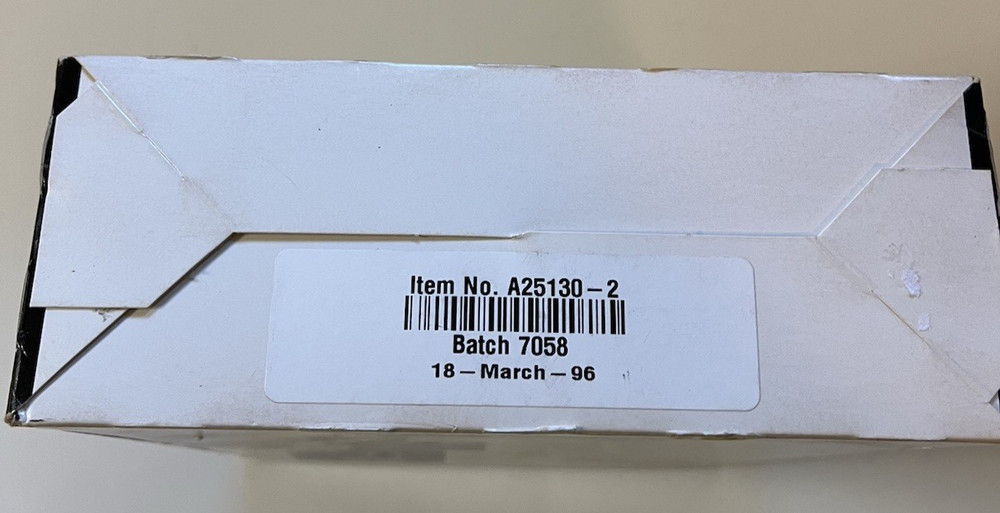 Item No. A25130-2
Batch 7058
18-March-96